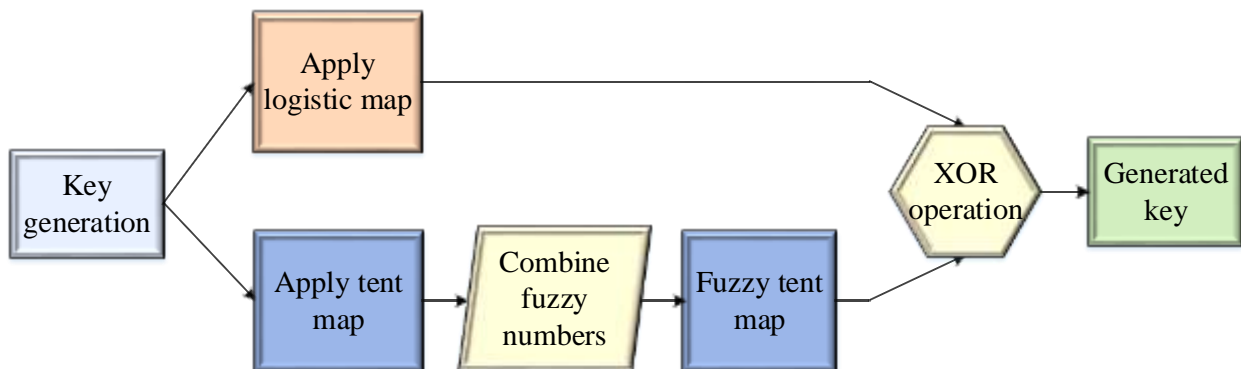 Apply
logistic map
Key
generation
XOR
operation
Generated
key
Apply tent
map
Combine
fuzzy
numbers
Fuzzy tent
map